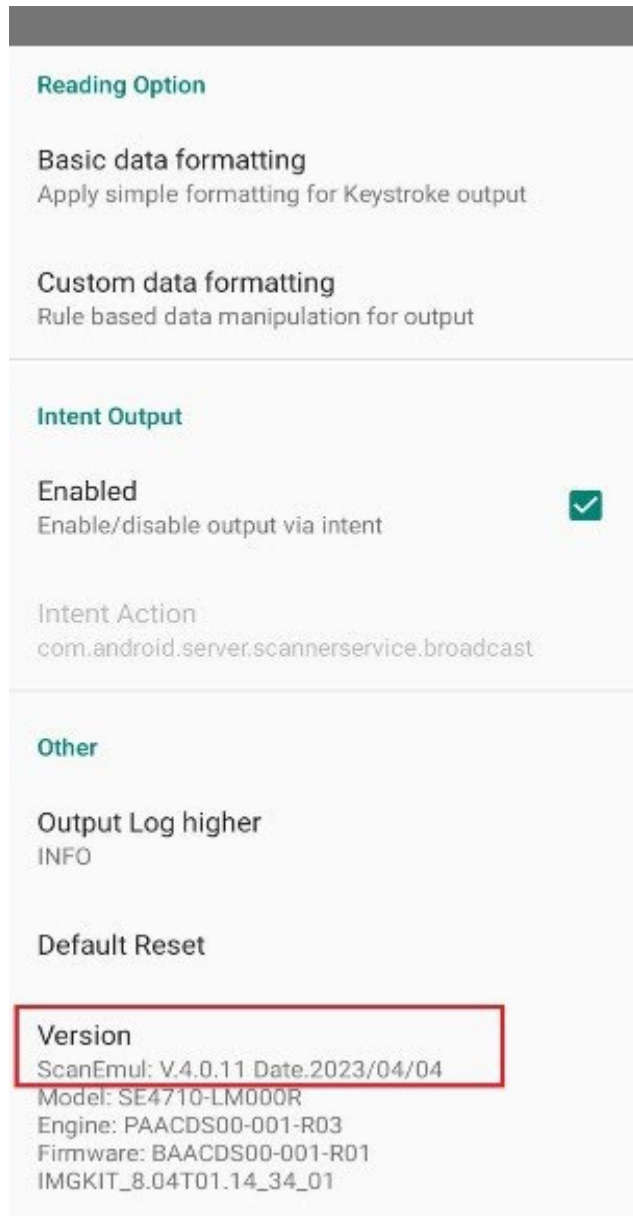 Reading Option
Basic data formatting
Apply simple formatting for Keystroke output
Custom data formatting
Rule based data manipulation for output
Intent Output
Enabled
Enable/disable output via intent
Intent Action
com.android.server.scannerservice.broadcast
Other
Output Log higher
INFO
Default Reset
Version
ScanEmul: V.4.0.11 Date.2023/04/04
Model: SE4710-LM000R
Engine: PAACDS00-001-R03
Firmware: BAACDS00-001-R01
IMGKIT_8.04T01.14_34_01